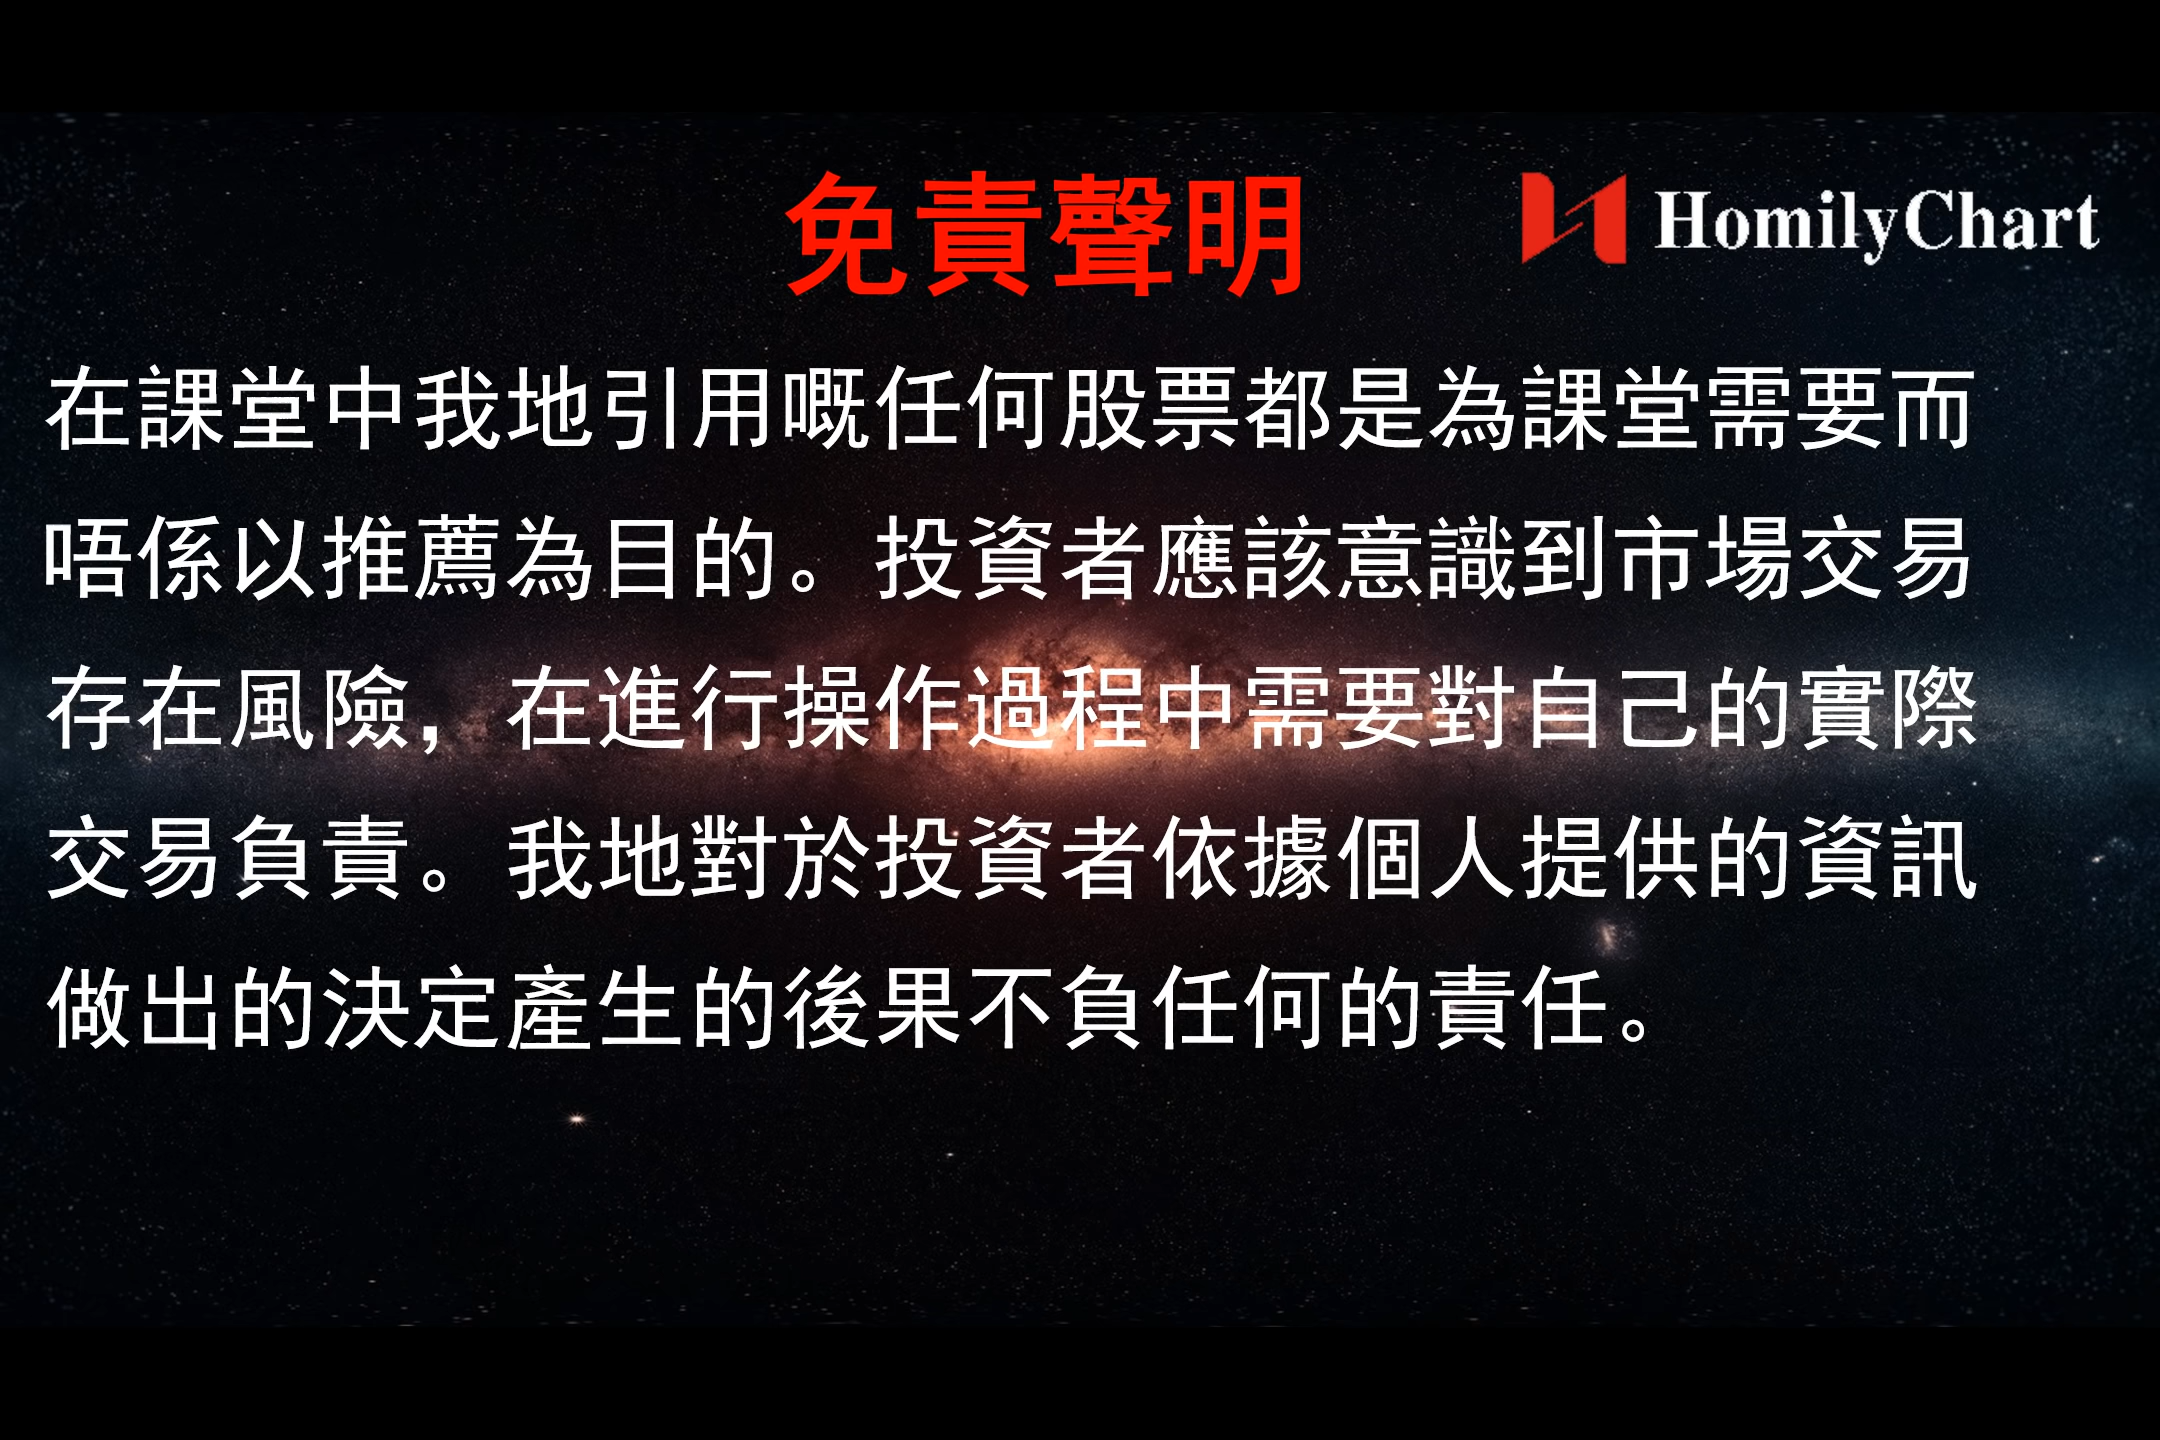 免責聲明
HomilyChart
在課堂中我地引用嘅任何股票都是為課堂需要而
唔係以推薦為目的。投資者應該意識到市場交易
存在風險，在進行操作過程中需要對自己的實際
交易負責。我地對於投資者依據個人提供的資訊
做出的決定產生的後果不負任何的責任。